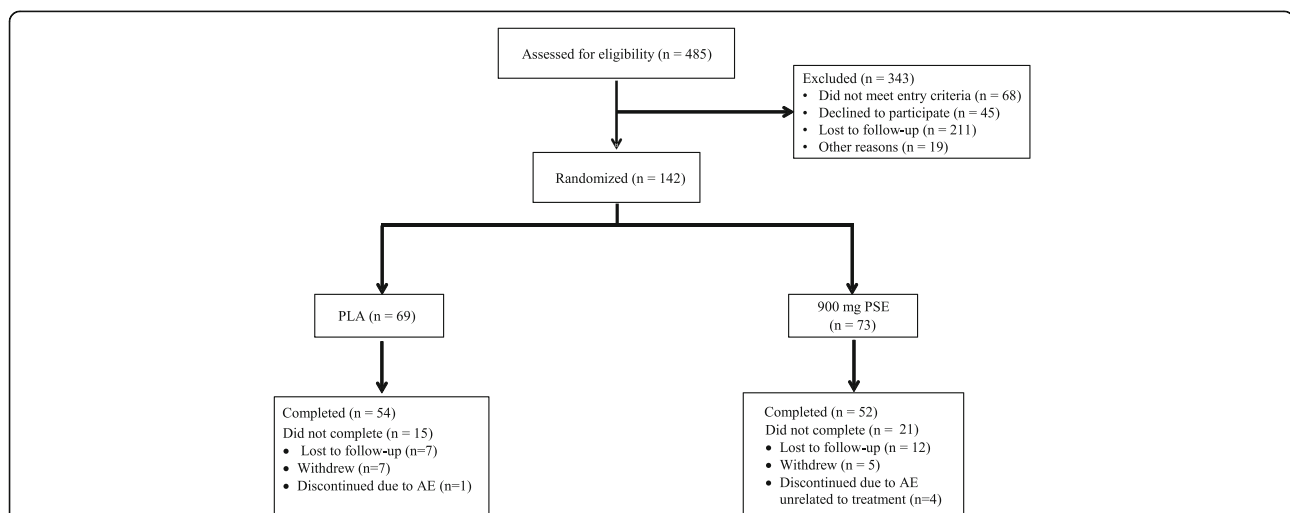 Assessed for eligibility (n = 485)
Excluded (n = 343)
• Did not meet entry criteria (n = 68)
• Declined to participate (n = 45)
• Lost to follow-up (n = 211)
• Other reasons (n = 19)
Randomized (n = 142)
PLA (n = 69)
900 mg PSE
(n = 73)
Completed (n = 54)
Did not complete (n = 15)
• Lost to follow-up (n=7)
• Withdrew (n=7)
• Discontinued due to AE (n=1)
Completed (n = 52)
Did not complete (n = 21)
• Lost to follow-up (n = 12)
• Withdrew (n = 5)
• Discontinued due to AE
unrelated to treatment (n=4)